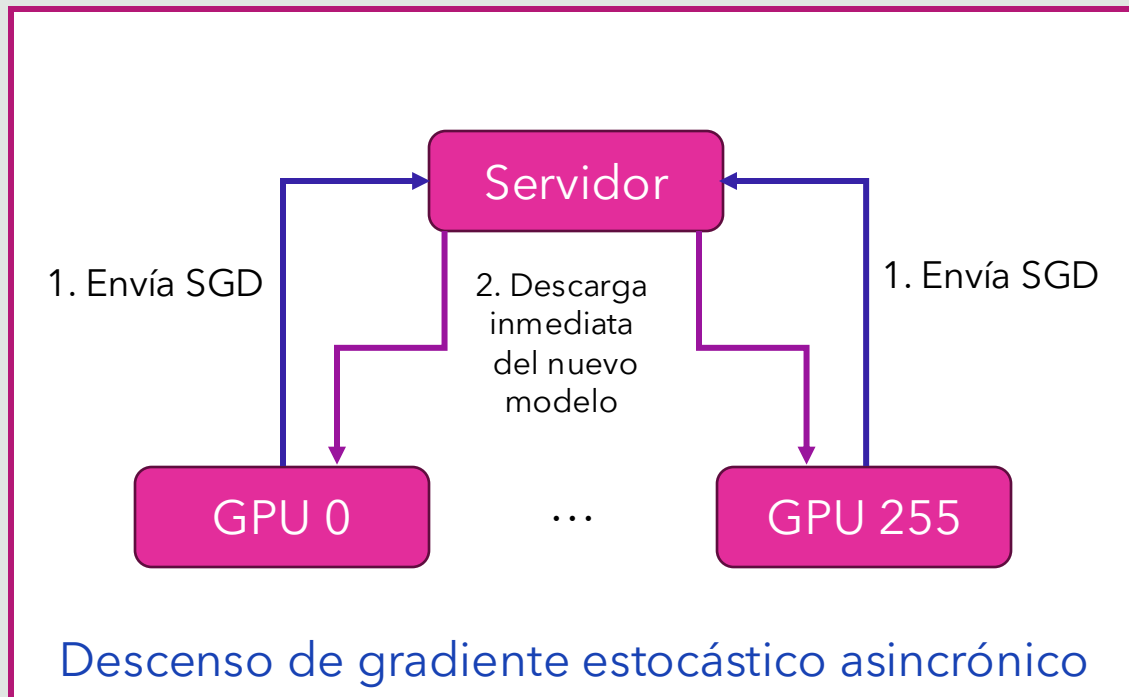 Servidor
1. Envía SGD
2. Descarga
inmediata
del nuevo
modelo
1. Envía SGD
GPU 0
...
GPU 255
Descenso de gradiente estocástico asincrónico